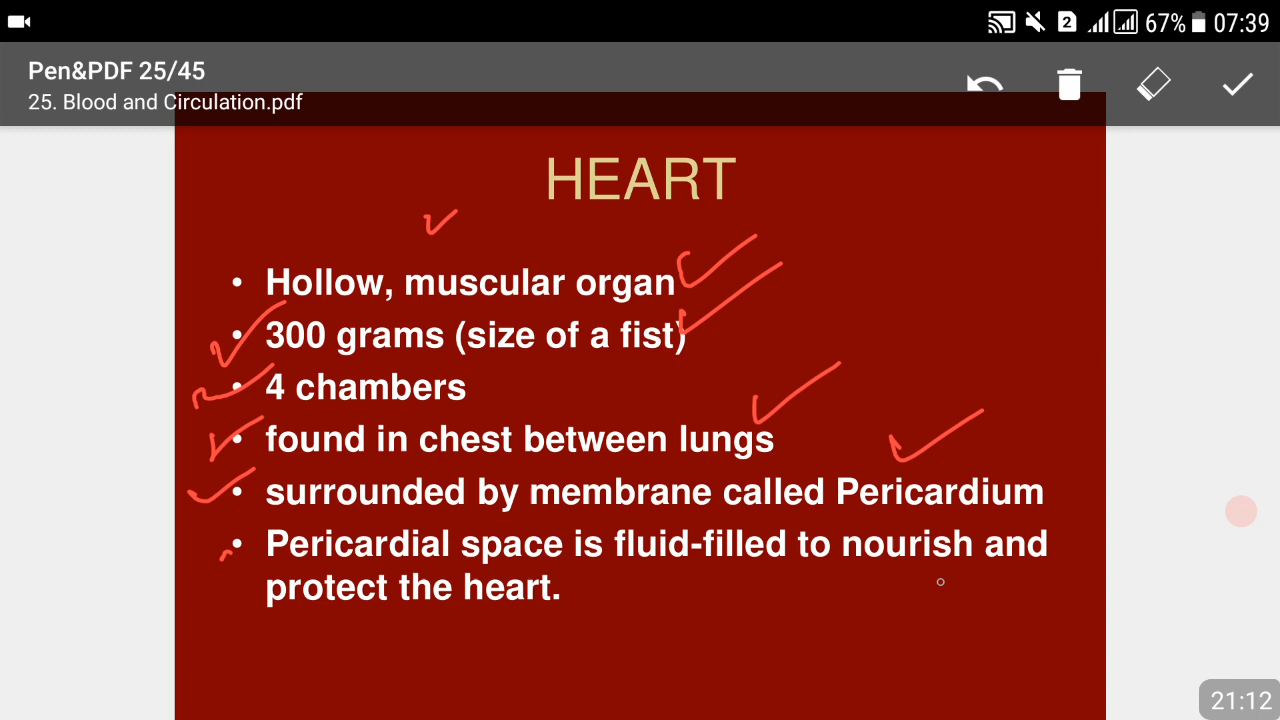 2 67% 07:39
Pen&PDF 25/45
25. Blood and Circulation.pdf
HEART
• Hollow, muscular organ
• 300 grams (size of a fist)
• 4 chambers
• found in chest between lungs
• surrounded by membrane called Pericardium
• Pericardial space is fluid-filled to nourish and
protect the heart.
21:12